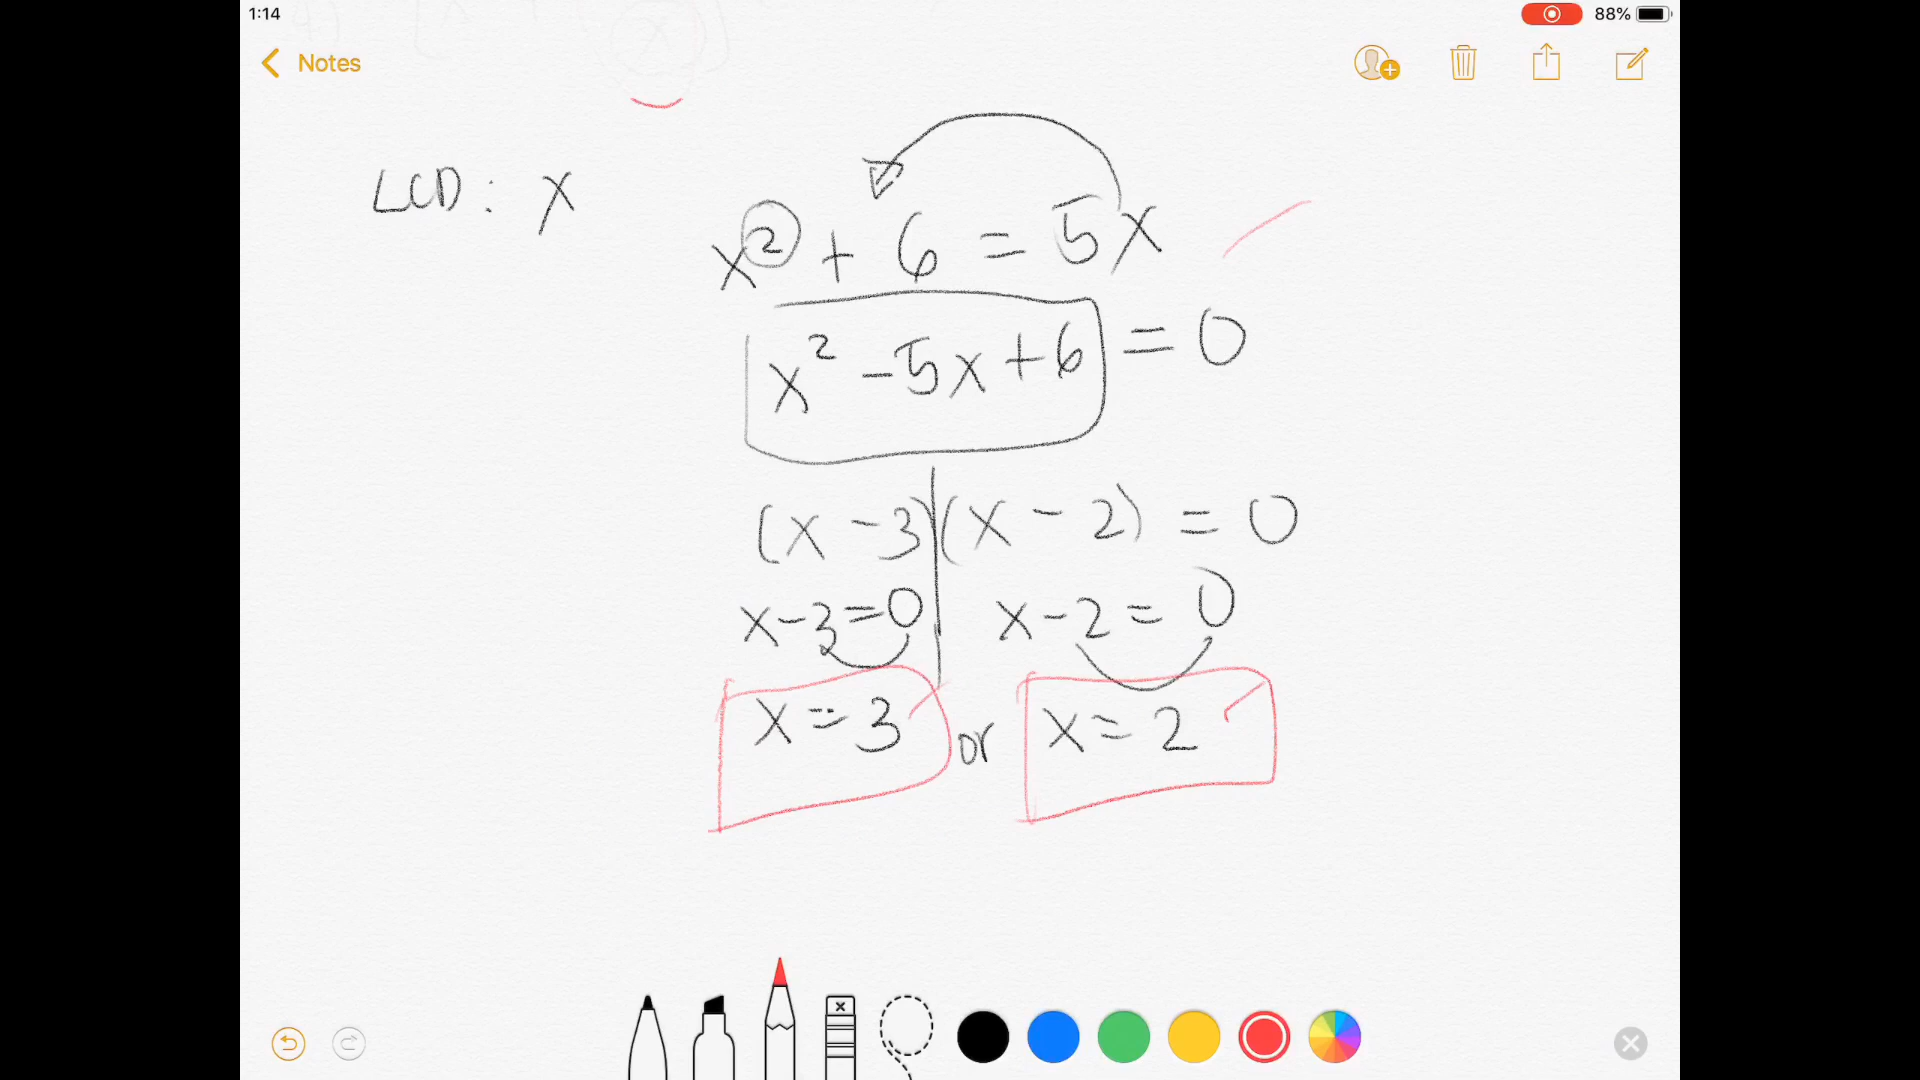 1:14
88%
Notes
LCD: x
x² + 6 = 5x
x² - 5x + 6 = 0
(x - 3)(x - 2) = 0
x - 3 = 0 x - 2 = 0
x = 3 or x = 2